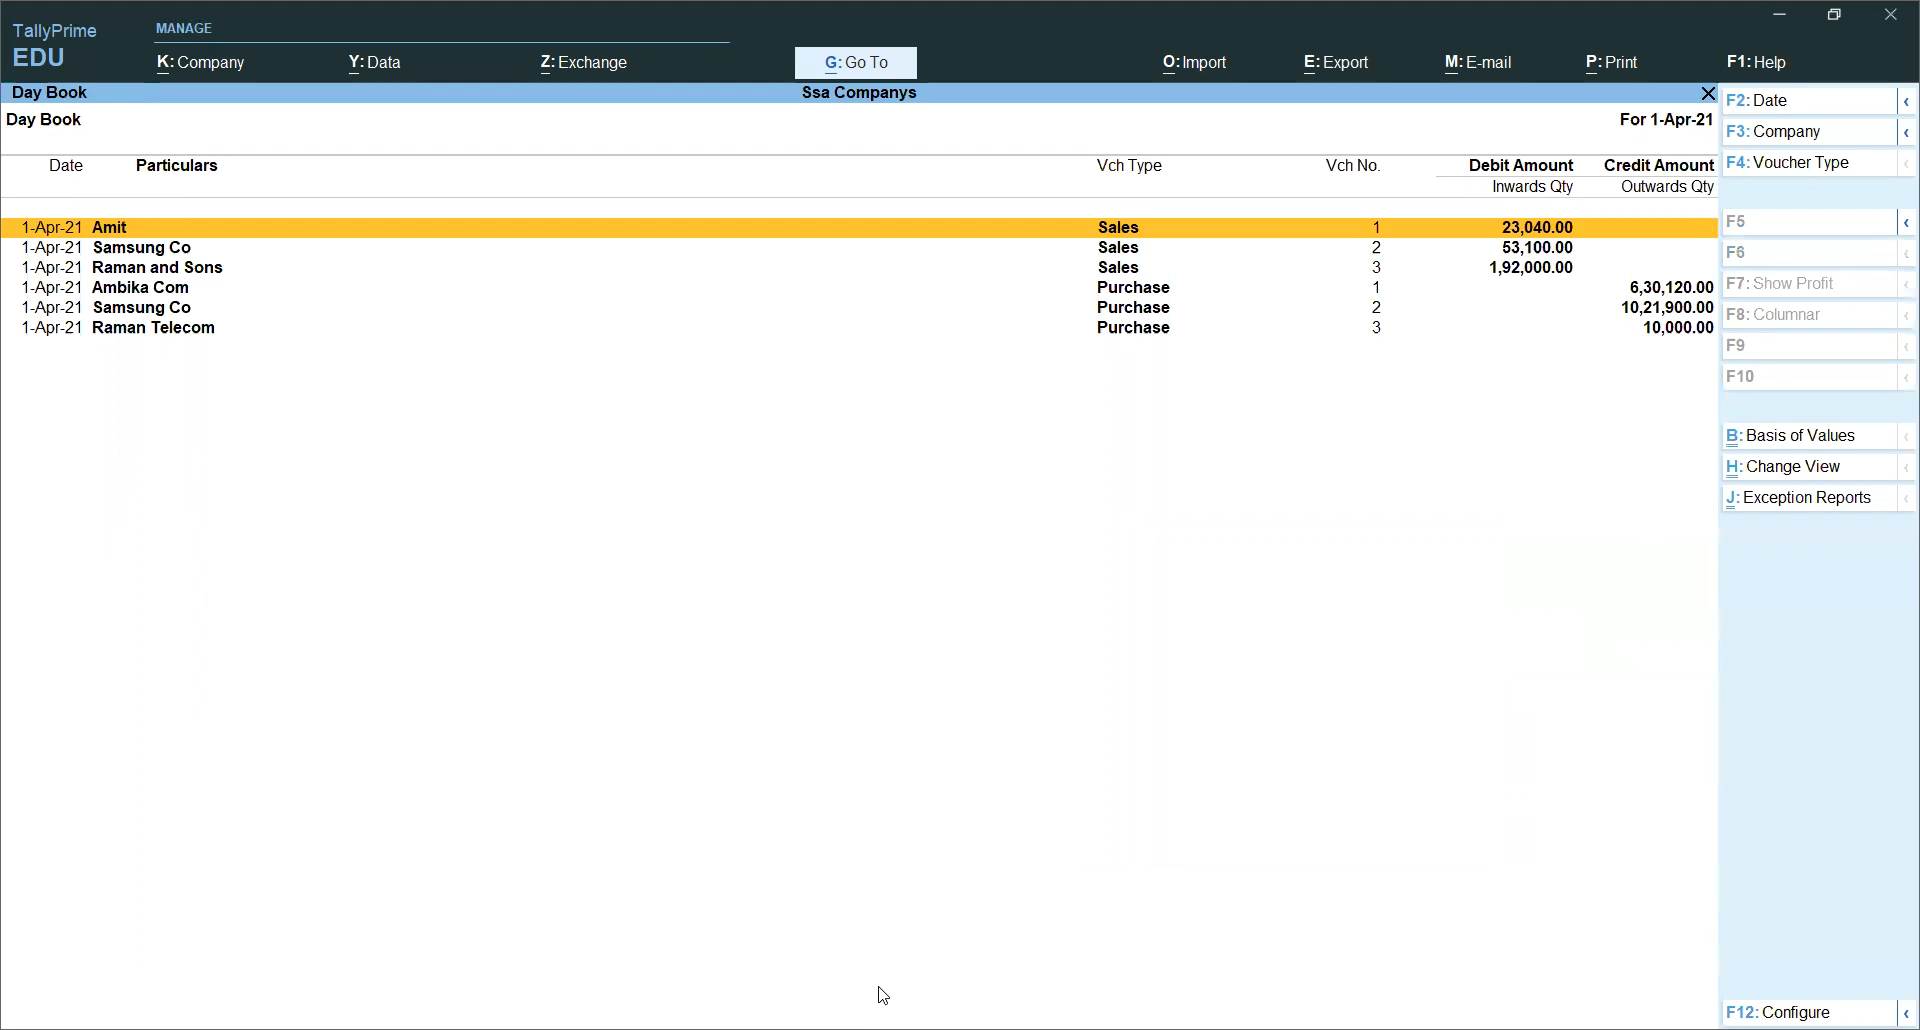 TallyPrime
EDU
MANAGE
K: Company
Y: Data
Z: Exchange
G: Go To
O: Import
E: Export
M: E-mail
P: Print
F1: Help
Day Book Ssa Companys
Day Book For 1-Apr-21
Date Particulars Vch Type Vch No. Debit Amount Credit Amount
Inwards Qty Outwards Qty
1-Apr-21 Amit Sales 1 23,040.00
1-Apr-21 Samsung Co Sales 2 53,100.00
1-Apr-21 Raman and Sons Sales 3 1,92,000.00
1-Apr-21 Ambika Com Purchase 1 6,30,120.00
1-Apr-21 Samsung Co Purchase 2 10,21,900.00
1-Apr-21 Raman Telecom Purchase 3 10,000.00
F2: Date
F3: Company
F4: Voucher Type
F5
F6
F7: Show Profit
F8: Columnar
F9
F10
B: Basis of Values
H: Change View
J: Exception Reports
F12: Configure